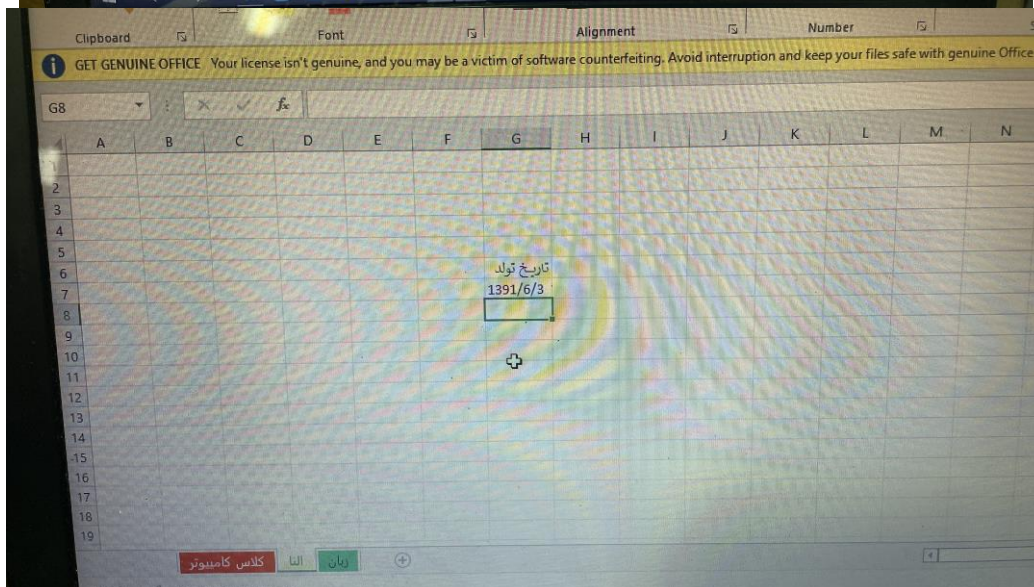 Clipboard Font Alignment Number
GET GENUINE OFFICE Your license isn't genuine, and you may be a victim of software counterfeiting. Avoid interruption and keep your files safe with genuine Office
G8 fx
A B C D E F G H I J K L M N
2
3
4
5
6 تاریخ تولد
7 1391/6/3
8
9
10
11
12
13
14
15
16
17
18
19
کلاس کامپیوتر النا زبان